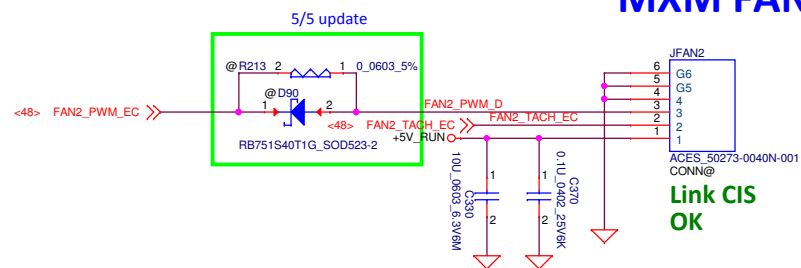 MXM FAN
5/5 update
JFAN2
@ R213 2 1 0_0603_5%
6 G6
5 G5
4 4
3 3
2 2
1 1
@ D90
1 2
<48> FAN2_PWM_EC
FAN2_PWM_D
<48> FAN2_TACH_EC
FAN2_TACH_EC
+5V_RUN
RB751S40T1G_SOD523-2
ACES_50273-0040N-001
CONN@
Link CIS
OK
1
2
C330
10U_0603_6.3V6M
1
2
C370
0.1U_0402_25V6K